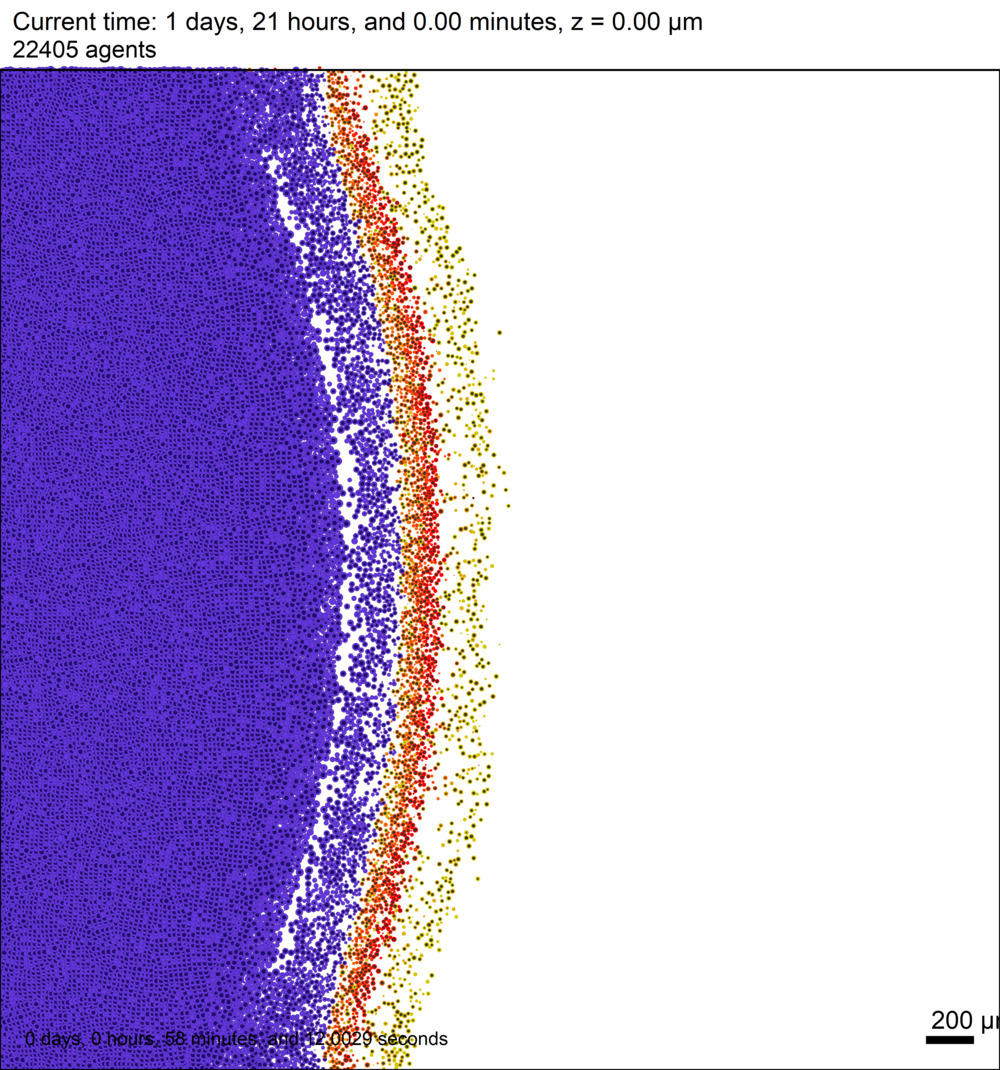 Current time: 1 days, 21 hours, and 0.00 minutes, z = 0.00 μm
22405 agents
0 days, 0 hours, 58 minutes, and 12.0029 seconds
200 μm